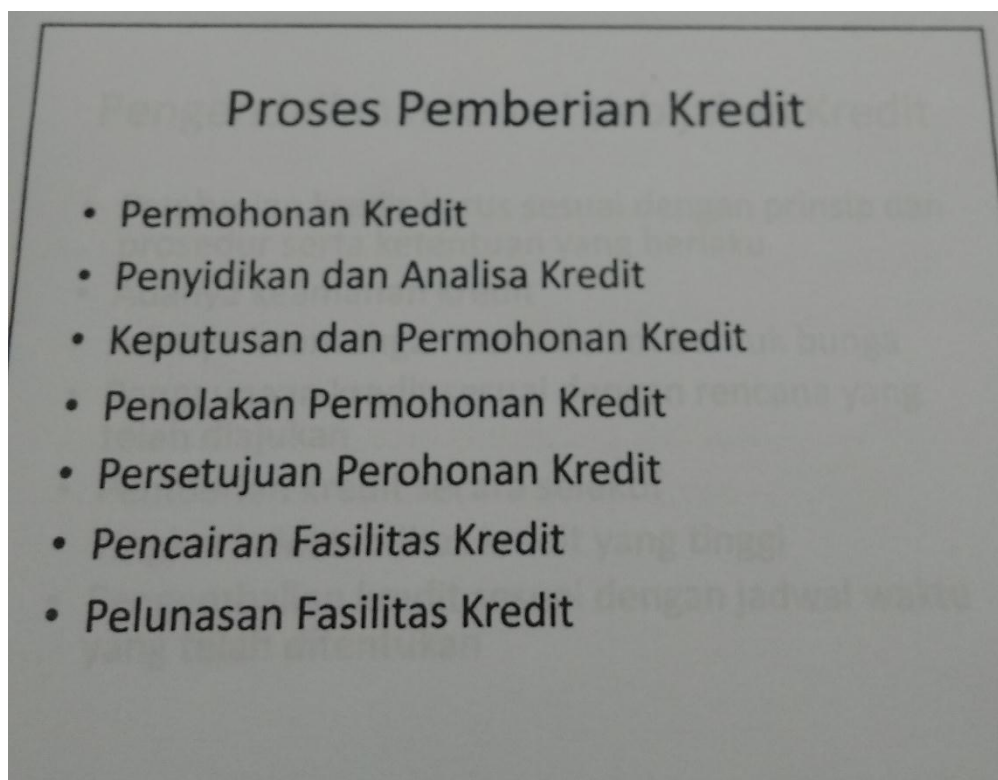 Proses Pemberian Kredit
• Permohonan Kredit
• Penyidikan dan Analisa Kredit
• Keputusan dan Permohonan Kredit
• Penolakan Permohonan Kredit
• Persetujuan Perohonan Kredit
• Pencairan Fasilitas Kredit
• Pelunasan Fasilitas Kredit